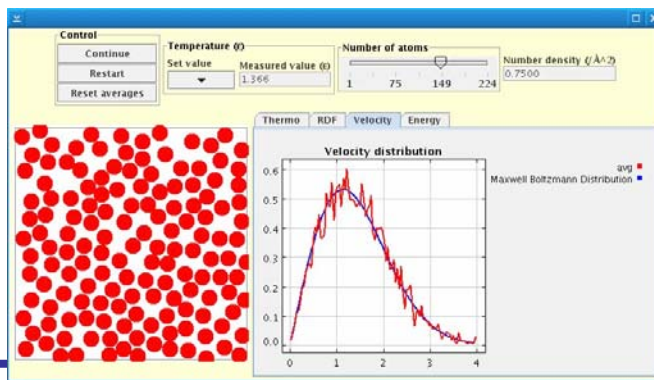 Control
Continue
Restart
Reset averages
Temperature (ε)
Set value
Measured value (ε)
1.366
Number of atoms
1 75 149 224
Number density (/Å^2)
0.7500
Thermo RDF Velocity Energy
Velocity distribution
avg
Maxwell Boltzmann Distribution
0.6
0.5
0.4
0.3
0.2
0.1
0.0
0 1 2 3 4